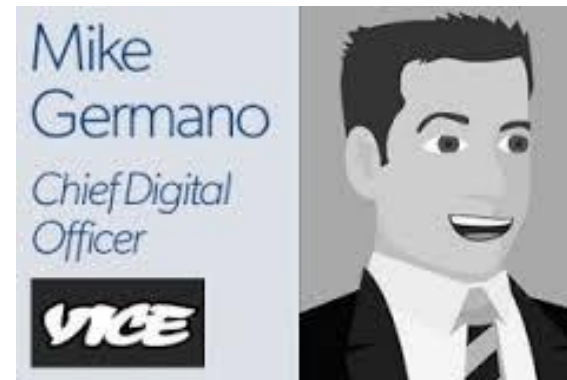 Mike
Germano
Chief Digital
Officer
VICE